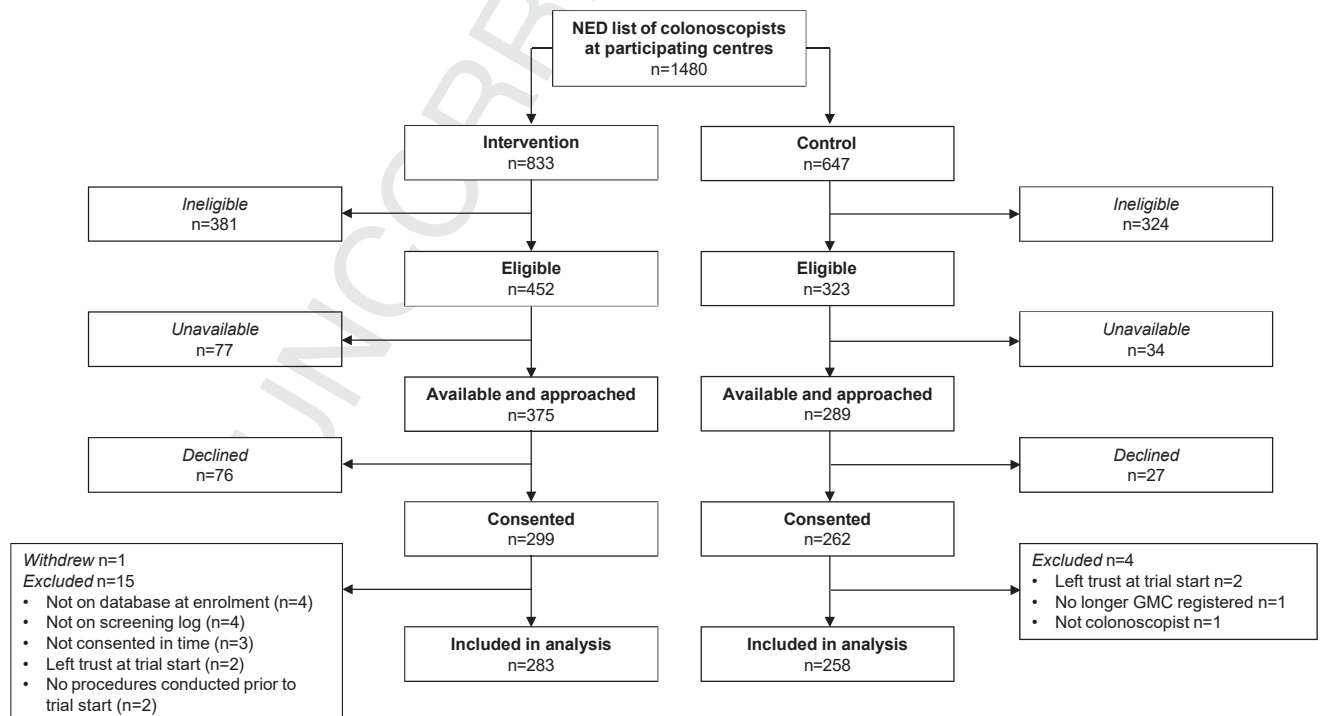 NED list of colonoscopists
at participating centres
n=1480
Intervention
n=833
Control
n=647
Ineligible
n=381
Ineligible
n=324
Eligible
n=452
Eligible
n=323
Unavailable
n=77
Unavailable
n=34
Available and approached
n=375
Available and approached
n=289
Declined
n=76
Declined
n=27
Consented
n=299
Consented
n=262
Withdrew n=1
Excluded n=15
• Not on database at enrolment (n=4)
• Not on screening log (n=4)
• Not consented in time (n=3)
• Left trust at trial start (n=2)
• No procedures conducted prior to
trial start (n=2)
Excluded n=4
• Left trust at trial start n=2
• No longer GMC registered n=1
• Not colonoscopist n=1
Included in analysis
n=283
Included in analysis
n=258
UNCORR